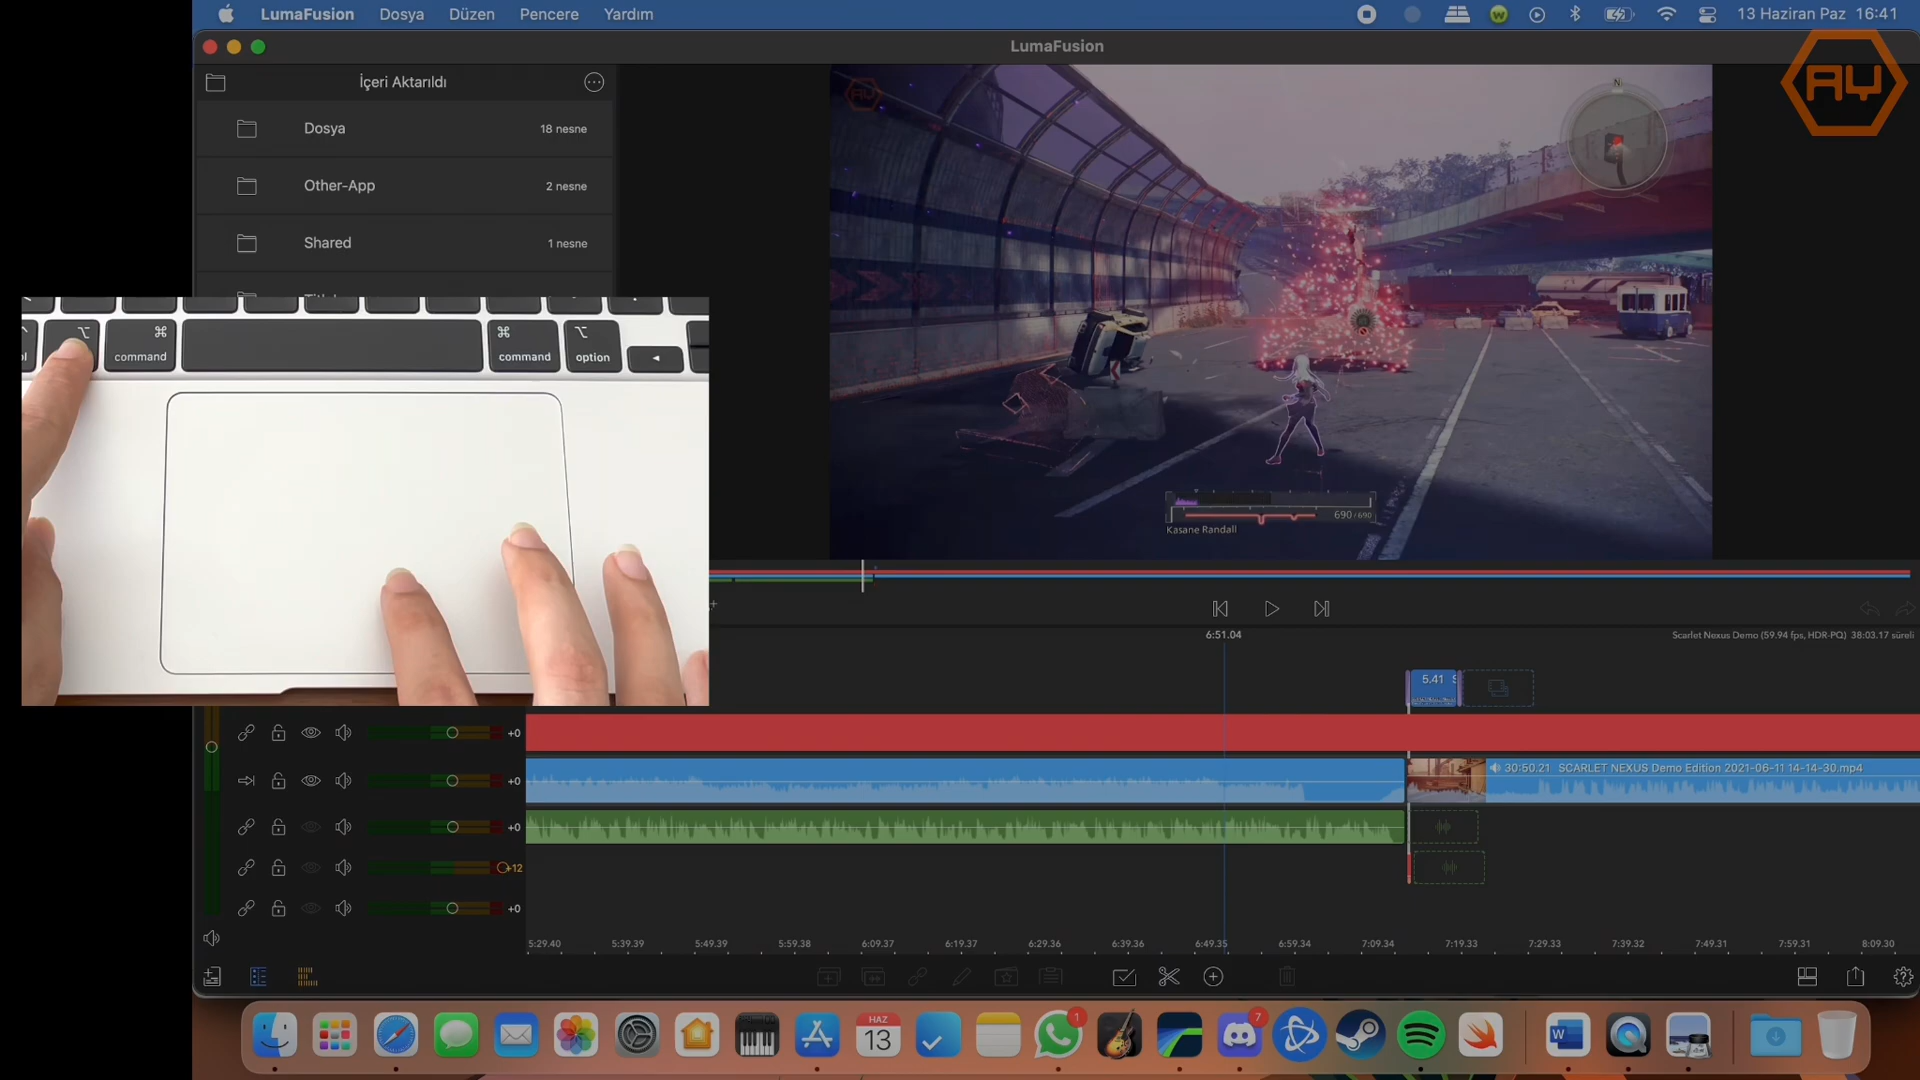 LumaFusion Dosya Düzen Pencere Yardım
13 Haziran Paz 16:41
LumaFusion
AY
İçeri Aktarıldı
Dosya 18 nesne
Other-App 2 nesne
Shared 1 nesne
N
690 / 690
Kasane Randall
command
command
option
6:51.04
Scarlet Nexus Demo (59.94 fps, HDR-PQ) 38:03.17 süreli
5.41
+0
+0
30:50.21 SCARLET NEXUS Demo Edition 2021-06-11 14-14-30.mp4
+0
+12
+0
5:29.40 5:39.39 5:49.39 5:59.38 6:09.37 6:19.37 6:29.36 6:39.36 6:49.35 6:59.34 7:09.34 7:19.33 7:29.33 7:39.32 7:49.31 7:59.31 8:09.30
HAZ
13
1
7
W